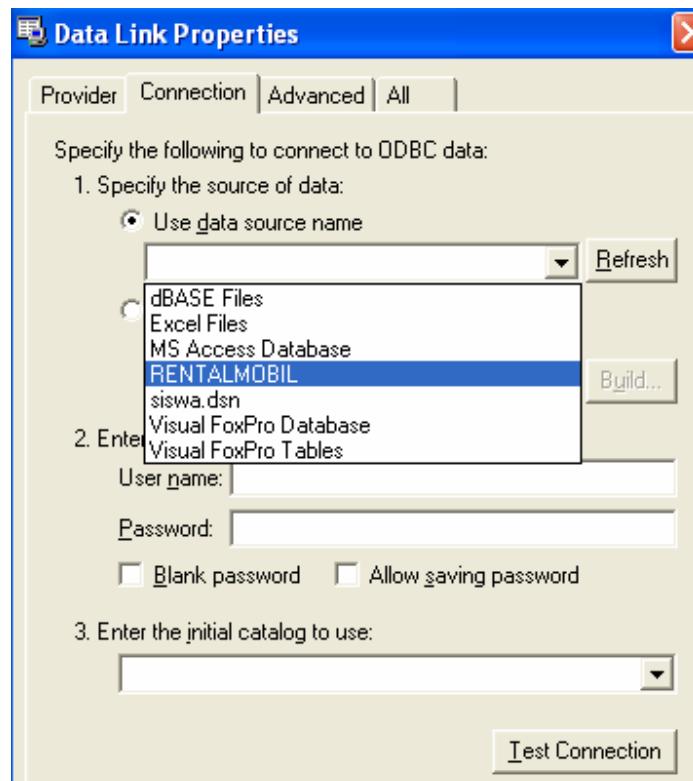 Data Link Properties
Provider Connection Advanced All
Specify the following to connect to ODBC data:
1. Specify the source of data:
Use data source name
Refresh
dBASE Files
Excel Files
MS Access Database
RENTALMOBIL
Build...
siswa.dsn
Visual FoxPro Database
2. Ente
Visual FoxPro Tables
User name:
Password:
Blank password Allow saving password
3. Enter the initial catalog to use:
Test Connection